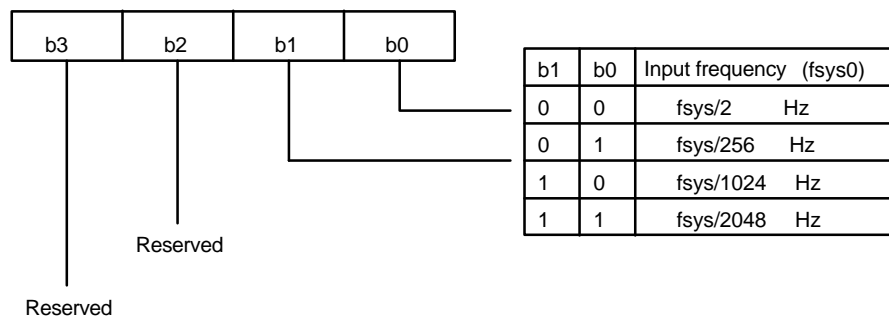 b3 b2 b1 b0
b1 b0 Input frequency (fsys0)
0 0 fsys/2 Hz
0 1 fsys/256 Hz
1 0 fsys/1024 Hz
1 1 fsys/2048 Hz
Reserved
Reserved